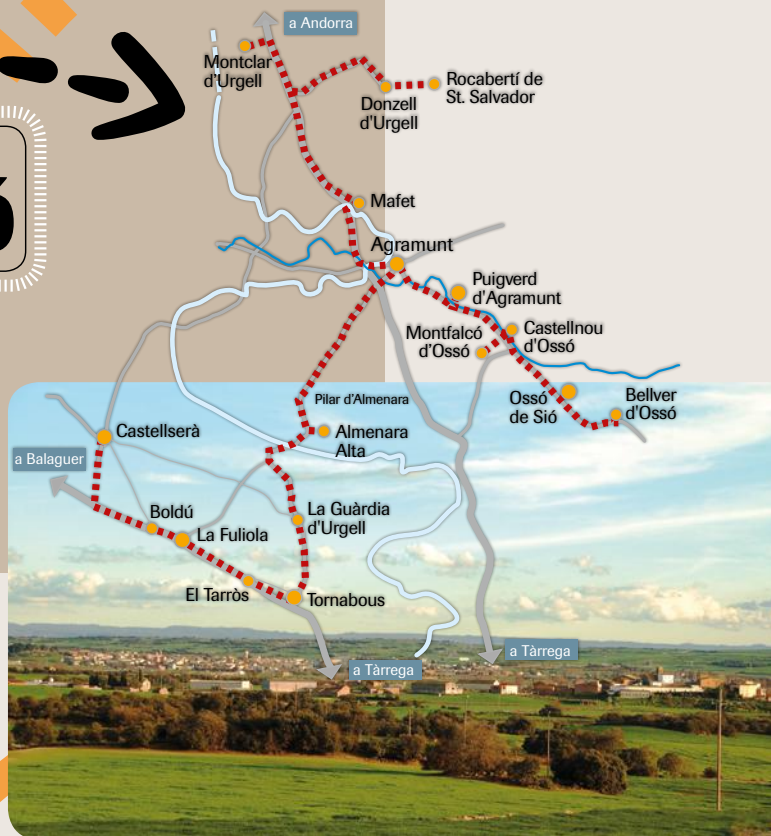 a Andorra
Montclar
d'Urgell
Rocabertí de
St. Salvador
Donzell
d'Urgell
Mafet
Agramunt
Puigverd
d'Agramunt
Montfalcó
d'Ossó
Castellnou
d'Ossó
Pilar d'Almenara
Ossó
de Sió
Bellver
d'Ossó
Castellserà
Almenara
Alta
a Balaguer
Boldú
La Fuliola
La Guàrdia
d'Urgell
El Tarròs
Tornabous
a Tàrrega
a Tàrrega